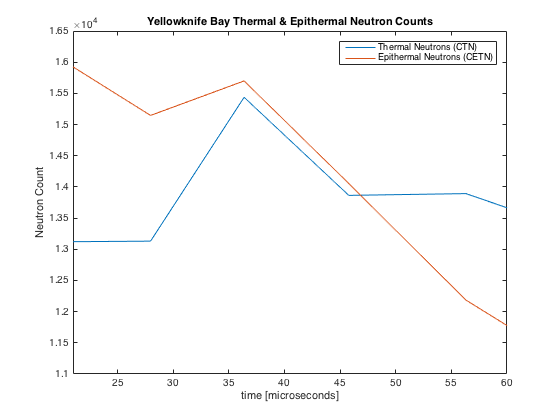 Yellowknife Bay Thermal & Epithermal Neutron Counts
×10⁴
Thermal Neutrons (CTN)
Epithermal Neutrons (CETN)
1.65
1.6
1.55
1.5
1.45
1.4
1.35
1.3
1.25
1.2
1.15
1.1
Neutron Count
25 30 35 40 45 50 55 60
time [microseconds]